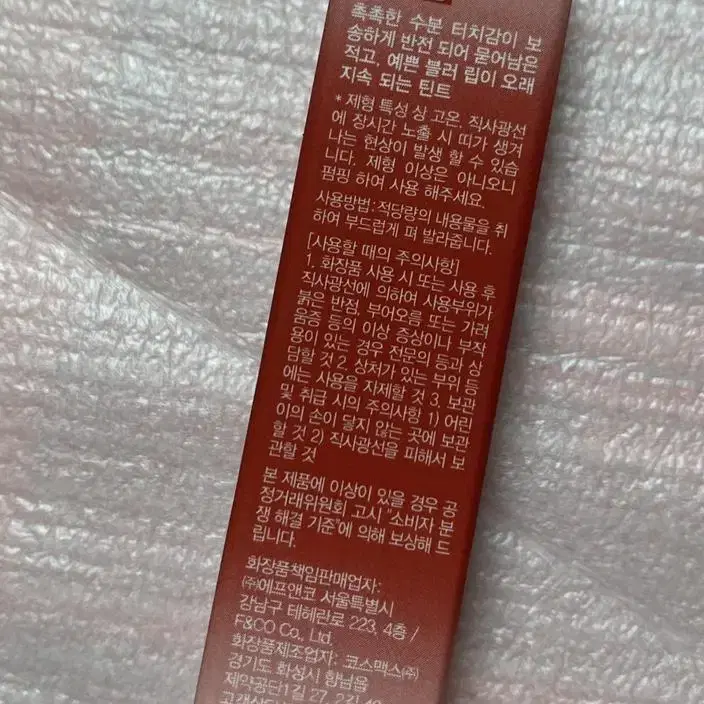 촉촉한 수분 터치감이 보
송하게 반전 되어 묻어남은
적고, 예쁜 블러 립이 오래
지속 되는 틴트
* 제형 특성 상 고온, 직사광선
에 장시간 노출 시 띠가 생겨
나는 현상이 발생 할 수 있습
니다. 제형 이상은 아니오니
펌핑 하여 사용 해주세요.
사용방법:적당량의 내용물을 취
하여 부드럽게 펴 발라줍니다.
[사용할 때의 주의사항]
1. 화장품 사용 시 또는 사용 후
직사광선에 의하여 사용부위가
붉은 반점, 부어오름 또는 가려
움증 등의 이상 증상이나 부작
용이 있는 경우 전문의 등과 상
담할 것 2. 상처가 있는 부위 등
에는 사용을 자제할 것 3. 보관
및 취급 시의 주의사항 1) 어린
이의 손이 닿지 않는 곳에 보관
할 것 2) 직사광선을 피해서 보
관할 것
본 제품에 이상이 있을 경우 공
정거래위원회 고시 "소비자 분
쟁 해결 기준"에 의해 보상해 드
립니다.
화장품책임판매업자:
㈜에프앤코 서울특별시
강남구 테헤란로 223, 4층 /
F&CO Co., Ltd.
화장품제조업자: 코스맥스㈜
경기도 화성시 향남읍
제약공단1길 27, 2길
고객상담